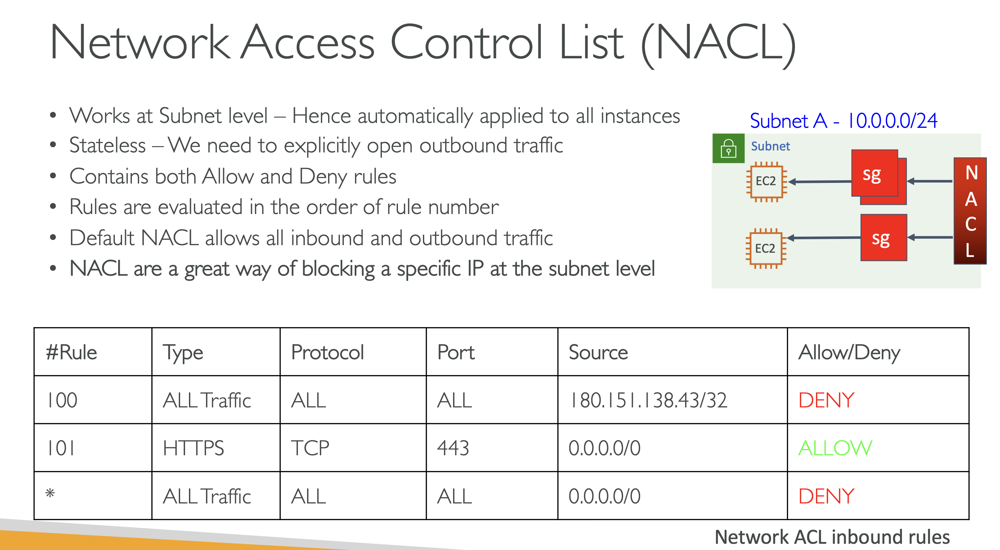 Network Access Control List (NACL)
• Works at Subnet level – Hence automatically applied to all instances
• Stateless – We need to explicitly open outbound traffic
• Contains both Allow and Deny rules
• Rules are evaluated in the order of rule number
• Default NACL allows all inbound and outbound traffic
• NACL are a great way of blocking a specific IP at the subnet level
Subnet A - 10.0.0.0/24
Subnet
EC2
sg
EC2
sg
N
A
C
L
#Rule Type Protocol Port Source Allow/Deny
100 ALL Traffic ALL ALL 180.151.138.43/32 DENY
101 HTTPS TCP 443 0.0.0.0/0 ALLOW
* ALL Traffic ALL ALL 0.0.0.0/0 DENY
Network ACL inbound rules